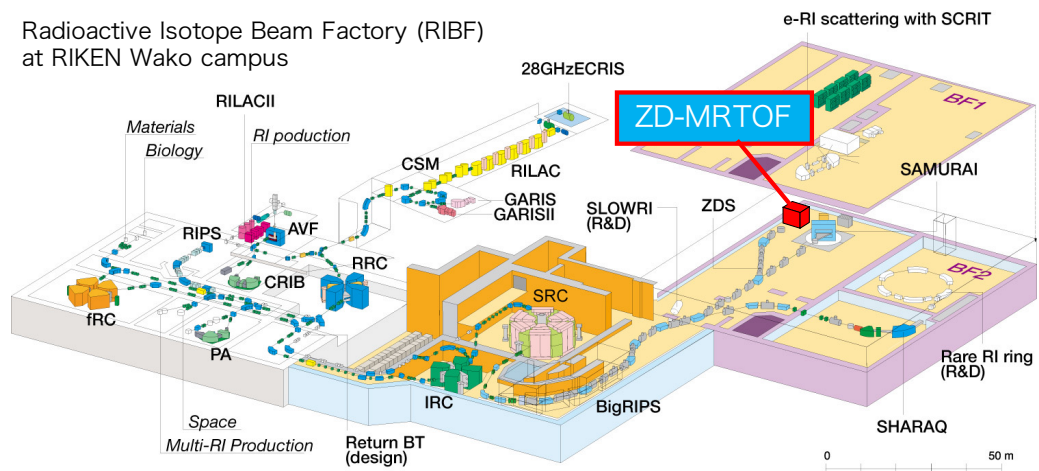 Radioactive Isotope Beam Factory (RIBF)
at RIKEN Wako campus
e-RI scattering with SCRIT
28GHzECRIS
RILACII
BF1
ZD-MRTOF
Materials
Biology
RI poduction
CSM
RILAC
SAMURAI
GARIS
GARISII
SLOWRI
(R&D)
ZDS
RIPS
AVF
RRC
CRIB
BF2
SRC
fRC
PA
Rare RI ring
(R&D)
IRC
BigRIPS
SHARAQ
Space
Multi-RI Production
Return BT
(design)
0
50 m